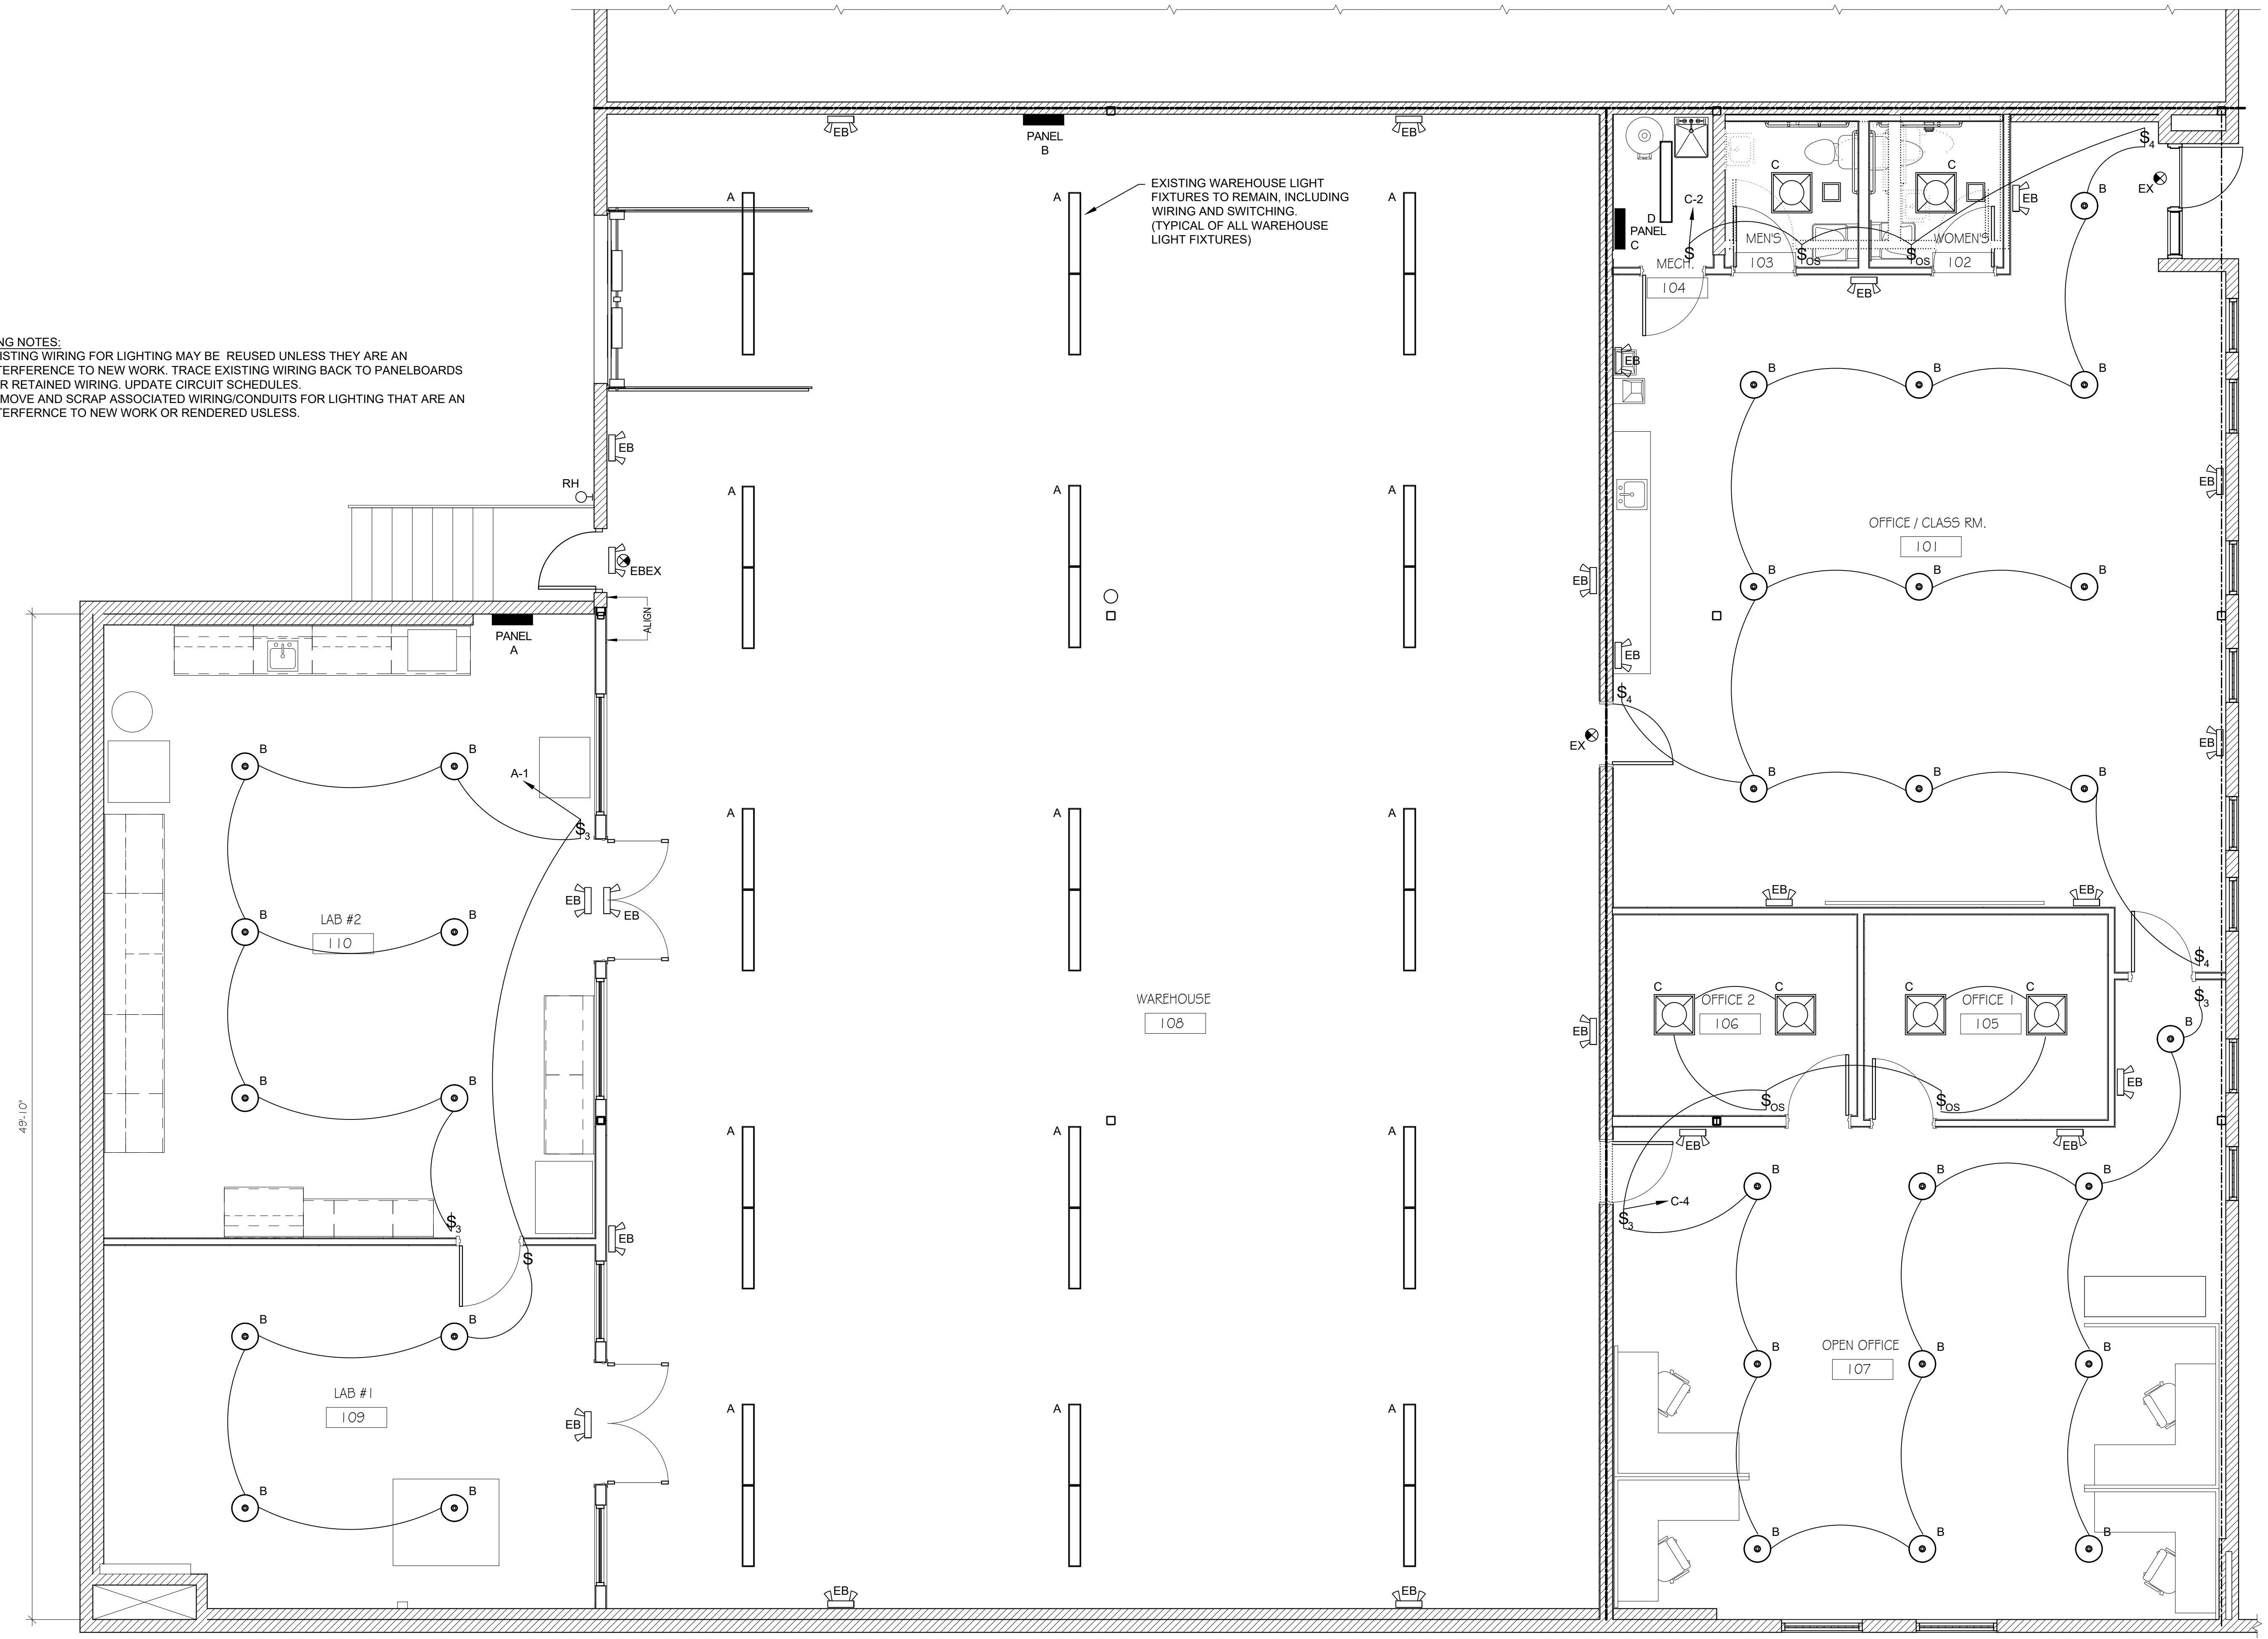 EB
EB
PANEL
B
EXISTING WAREHOUSE LIGHT
FIXTURES TO REMAIN, INCLUDING
WIRING AND SWITCHING.
(TYPICAL OF ALL WAREHOUSE
LIGHT FIXTURES)
A
A
A
C
C
C-2
D
PANEL
C
$
MECH.
104
MEN'S
103
$OS
WOMEN'S
102
$OS
EB
EB
$4
EX
B
NG NOTES:
ISTING WIRING FOR LIGHTING MAY BE  REUSED UNLESS THEY ARE AN
TERFERENCE TO NEW WORK. TRACE EXISTING WIRING BACK TO PANELBOARDS
R RETAINED WIRING. UPDATE CIRCUIT SCHEDULES.
MOVE AND SCRAP ASSOCIATED WIRING/CONDUITS FOR LIGHTING THAT ARE AN
TERFERNCE TO NEW WORK OR RENDERED USLESS.
EB
B
B
B
EB
RH
A
A
A
EB
OFFICE / CLASS RM.
101
EBEX
EB
B
B
B
ALIGN
PANEL
A
EB
$4
EX
EB
B
B
B
B
B
A-1
$3
A
A
A
EB
EB
EB
EB
LAB #2
110
B
B
$4
$3
WAREHOUSE
108
EB
C
OFFICE 2
106
C
C
OFFICE 1
105
C
B
49'-10"
B
B
$OS
$OS
EB
A
A
A
EB
EB
B
B
B
C-4
$3
$3
EB
$
B
B
OPEN OFFICE
107
B
B
B
LAB #1
109
EB
A
A
A
B
B
B
B
B
EB
EB